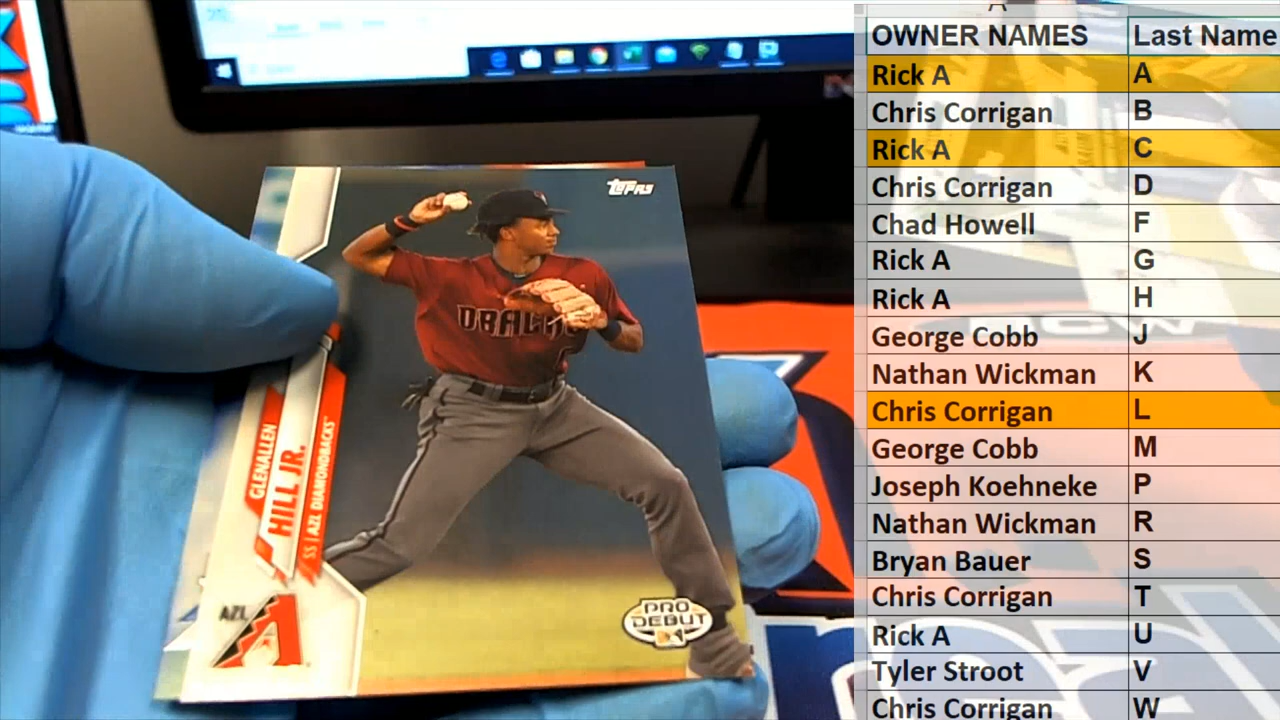 Topps
DBACKS
GLENALLEN
HILL JR.
SS | AZL DIAMONDBACKS
AZL
PRO
DEBUT
A
OWNER NAMES Last Name
Rick A A
Chris Corrigan B
Rick A C
Chris Corrigan D
Chad Howell F
Rick A G
Rick A H
George Cobb J
Nathan Wickman K
Chris Corrigan L
George Cobb M
Joseph Koehneke P
Nathan Wickman R
Bryan Bauer S
Chris Corrigan T
Rick A U
Tyler Stroot V
Chris Corrigan W